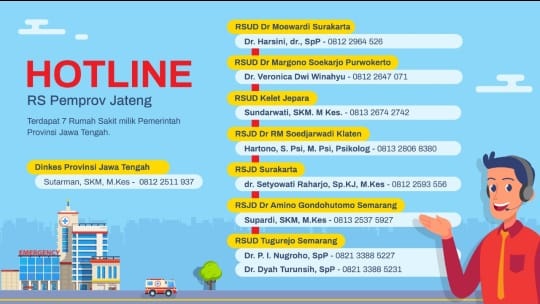 HOTLINE
RS Pemprov Jateng
Terdapat 7 Rumah Sakit milik Pemerintah
Provinsi Jawa Tengah.
Dinkes Provinsi Jawa Tengah
Sutarman, SKM, M.Kes - 0812 2511 937
EMERGENCY
RSUD Dr Moewardi Surakarta
Dr. Harsini, dr., SpP - 0812 2964 526
RSUD Dr Margono Soekarjo Purwokerto
Dr. Veronica Dwi Winahyu - 0812 2647 071
RSUD Kelet Jepara
Sundarwati, SKM. M Kes. - 0813 2674 2742
RSJD Dr RM Soedjarwadi Klaten
Hartono, S. Psi, M. Psi, Psikolog - 0813 2806 6380
RSJD Surakarta
dr. Setyowati Raharjo, Sp.KJ, M.Kes - 0812 2593 556
RSJD Dr Amino Gondohutomo Semarang
Supardi, SKM, M.Kes - 0813 2537 5927
RSUD Tugurejo Semarang
Dr. P. I. Nugroho, SpP - 0821 3388 5227
Dr. Dyah Turunsih, SpP - 0821 3388 5231